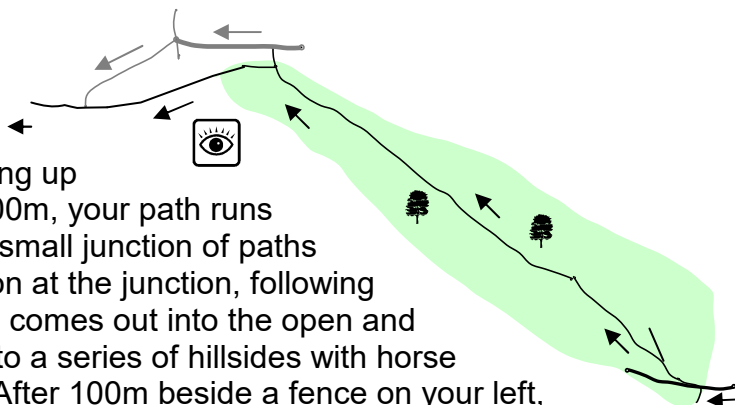 ng up
00m, your path runs
small junction of paths
on at the junction, following
comes out into the open and
to a series of hillsides with horse
After 100m beside a fence on your left,